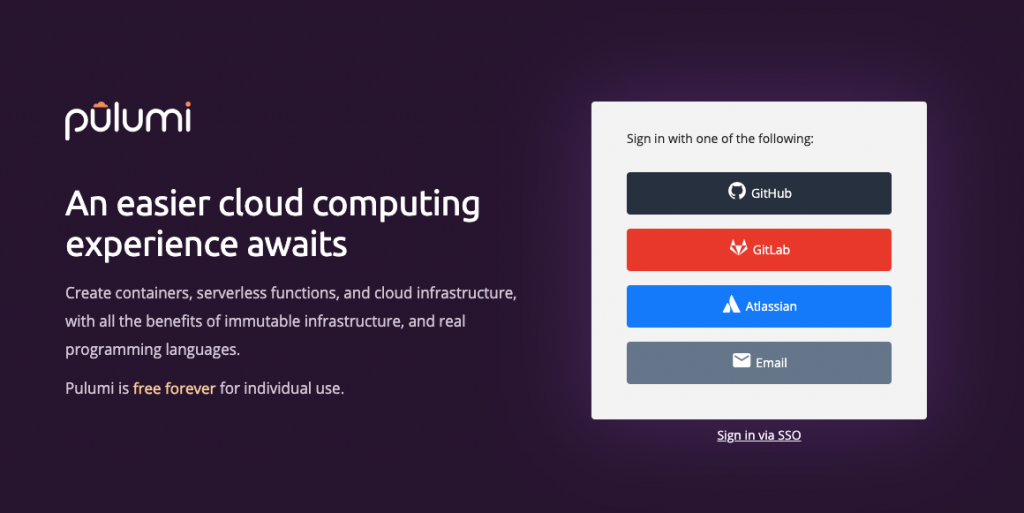 pulumi
An easier cloud computing
experience awaits
Create containers, serverless functions, and cloud infrastructure,
with all the benefits of immutable infrastructure, and real
programming languages.
Pulumi is free forever for individual use.
Sign in with one of the following:
GitHub
GitLab
Atlassian
Email
Sign in via SSO